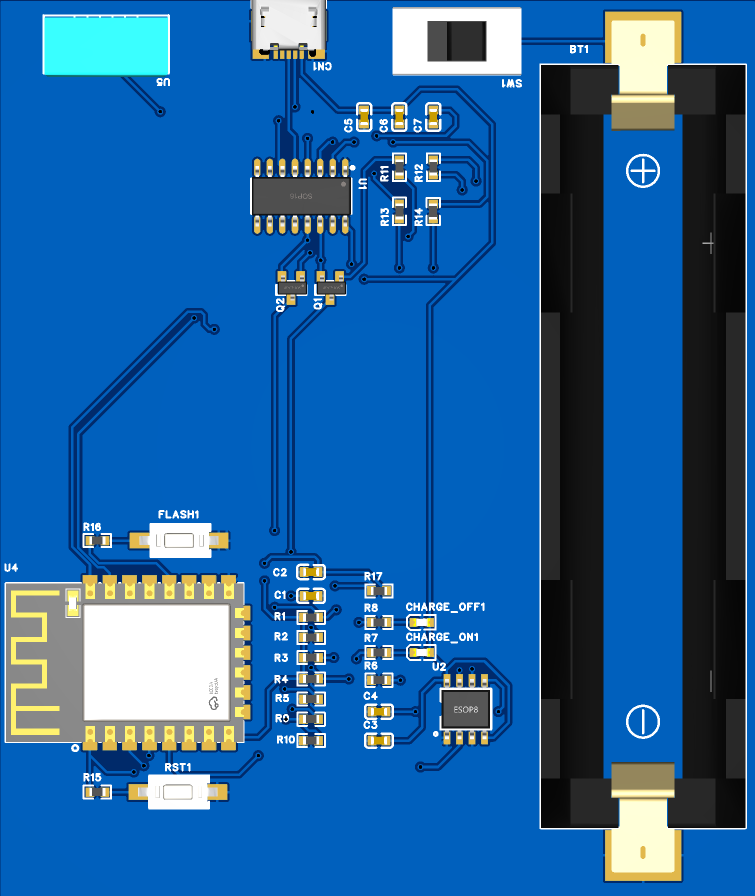 U5
CN1
SW1
BT1
C5
C6
C7
R11
R12
U1
SOP16
R13
R14
Q2
Q1
FLASH1
R16
U4
C2
R17
C1
R8
CHARGE_OFF1
R1
R2
R7
CHARGE_ON1
R3
R6
U2
R4
R5
C4
ESOP8
R9
C3
R10
RST1
R15